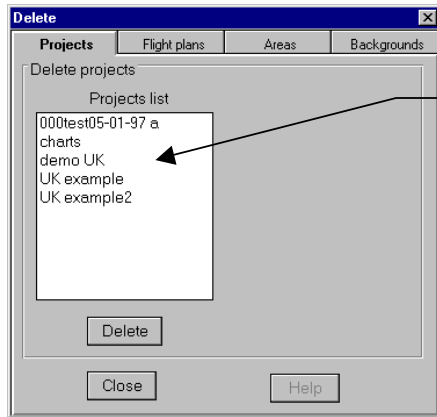 Delete
Projects Flight plans Areas Backgrounds
Delete projects
Projects list
000test05-01-97 a
charts
demo UK
UK example
UK example2
Delete
Close Help